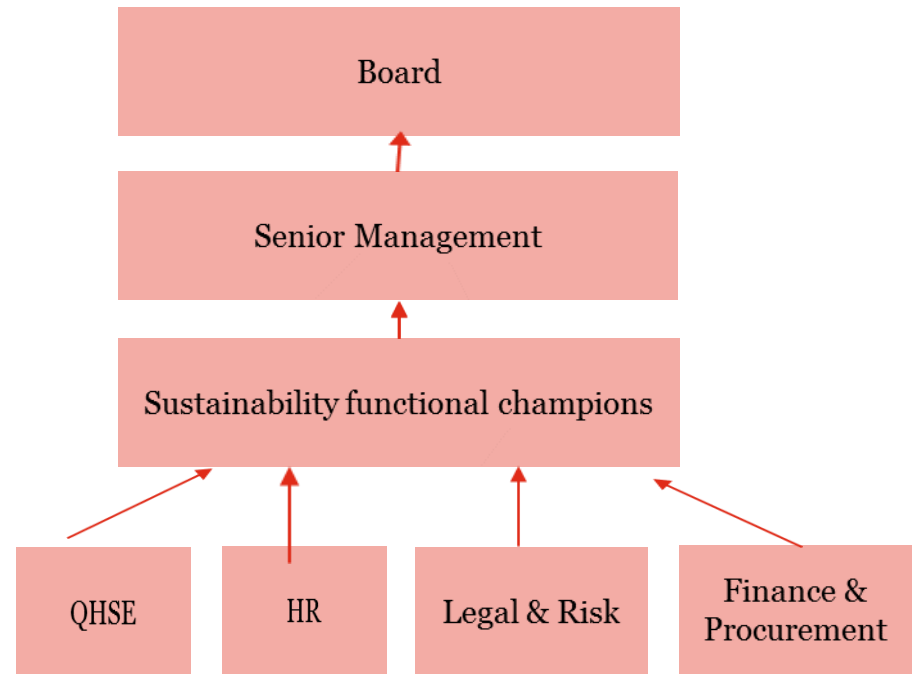 Board
Senior Management
Sustainability functional champions
QHSE
HR
Legal & Risk
Finance &
Procurement